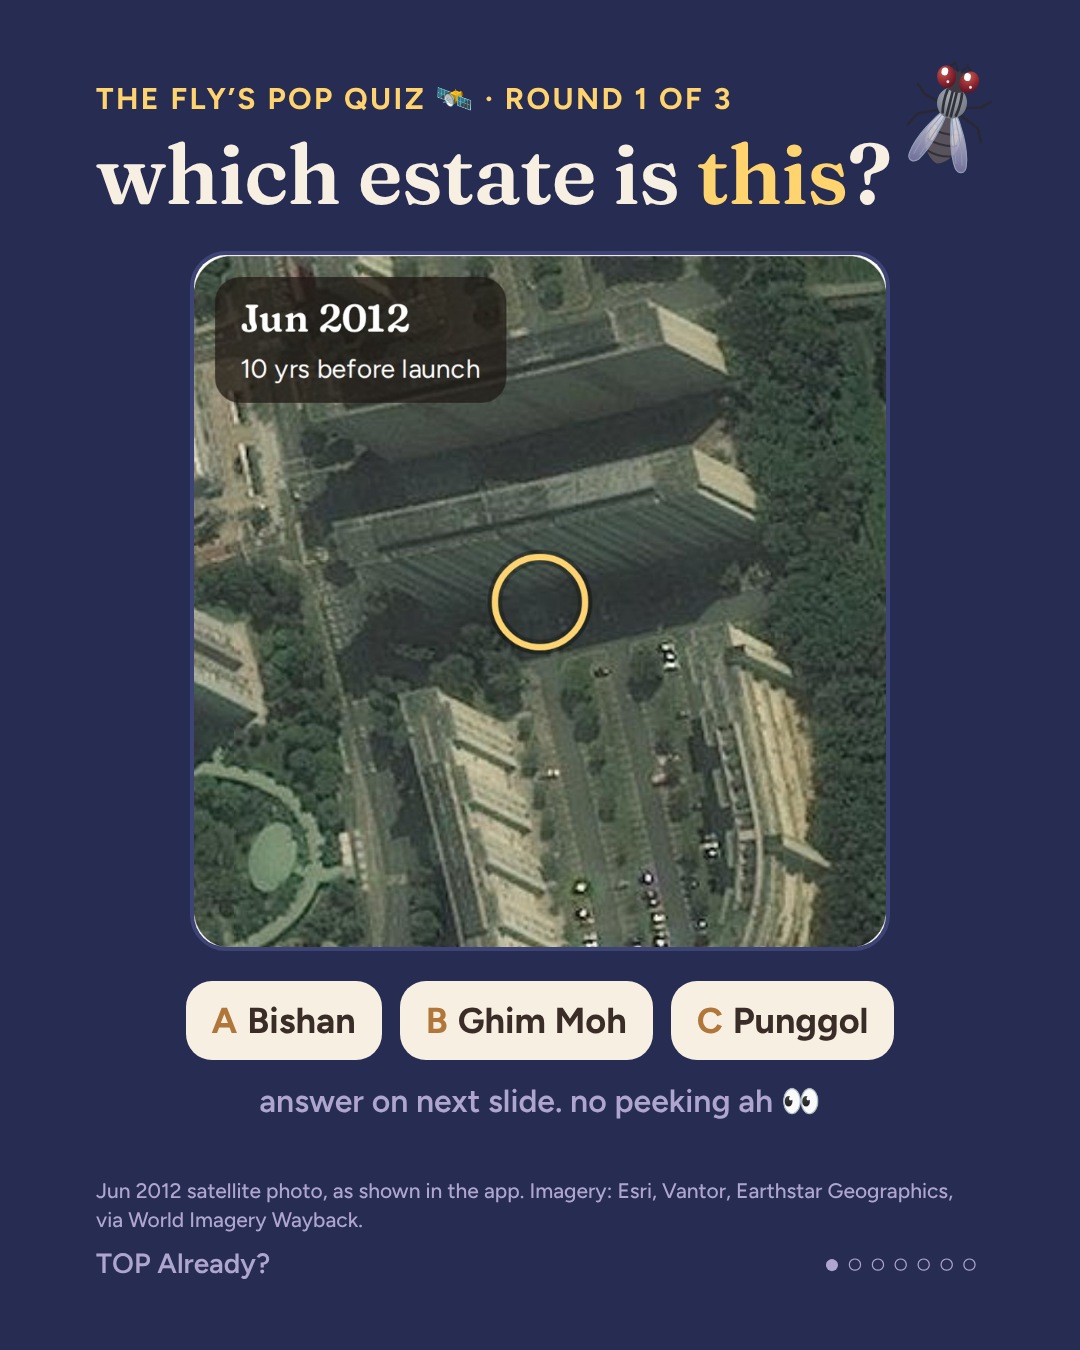 THE FLY’S POP QUIZ 🛰️ · ROUND 1 OF 3
which estate is this?
Jun 2012
10 yrs before launch
A Bishan
B Ghim Moh
C Punggol
answer on next slide. no peeking ah 👀
Jun 2012 satellite photo, as shown in the app. Imagery: Esri, Vantor, Earthstar Geographics,
via World Imagery Wayback.
TOP Already?